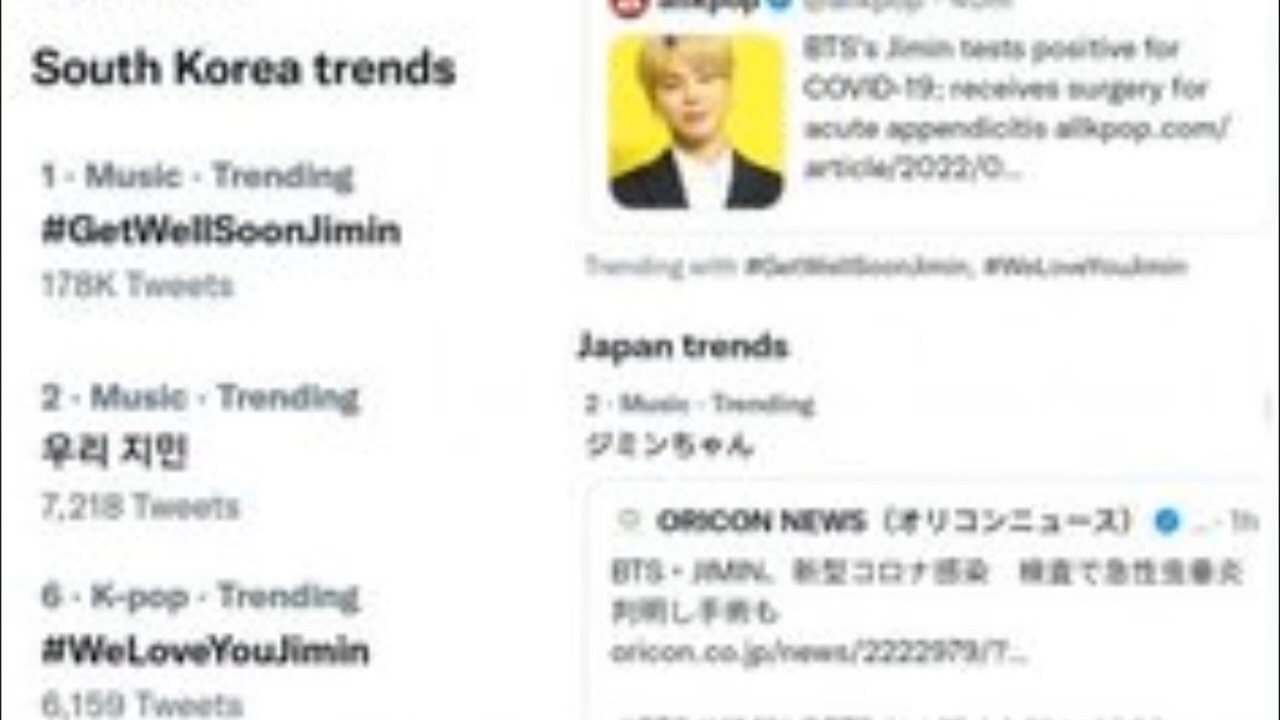 South Korea trends
1 · Music · Trending
#GetWellSoonJimin
178K Tweets
2 · Music · Trending
우리 지민
7,218 Tweets
6 · K-pop · Trending
#WeLoveYouJimin
6,159 Tweets
allkpop @allkpop
BTS's Jimin tests positive for
COVID-19; receives surgery for
acute appendicitis allkpop.com/
article/2022/0...
Trending with #GetWellSoonJimin, #WeLoveYouJimin
Japan trends
2 · Music · Trending
ジミンちゃん
ORICON NEWS（オリコンニュース） ... · 1h
BTS・JIMIN、新型コロナ感染　検査で急性虫垂炎
判明し手術も
oricon.co.jp/news/2222979/?...